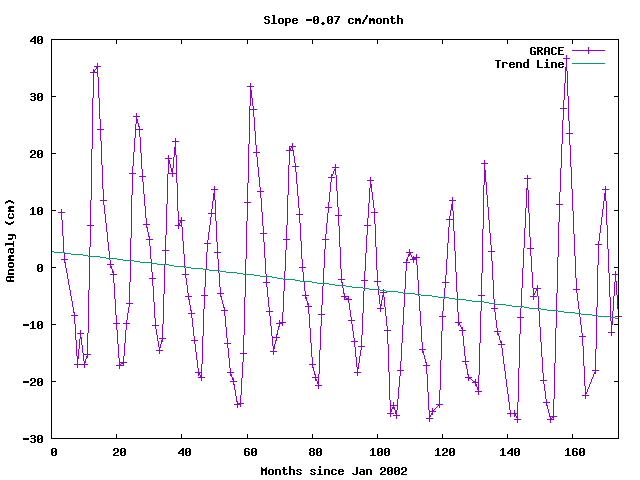 Slope -0.07 cm/month
40
30
20
10
0
-10
-20
-30
Anomaly (cm)
GRACE
Trend Line
0 20 40 60 80 100 120 140 160
Months since Jan 2002